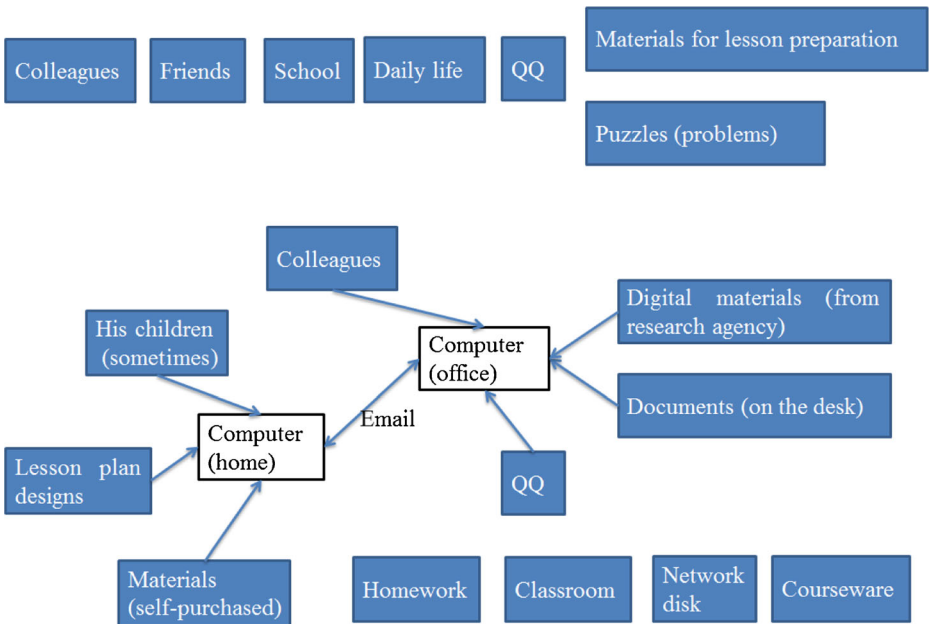 Materials for lesson preparation
Colleagues
Friends
School
Daily life
QQ
Puzzles (problems)
Colleagues
Digital materials (from
research agency)
His children
(sometimes)
Computer
(office)
Documents (on the desk)
Email
Computer
(home)
Lesson plan
designs
QQ
Materials
(self-purchased)
Homework
Classroom
Network
disk
Courseware